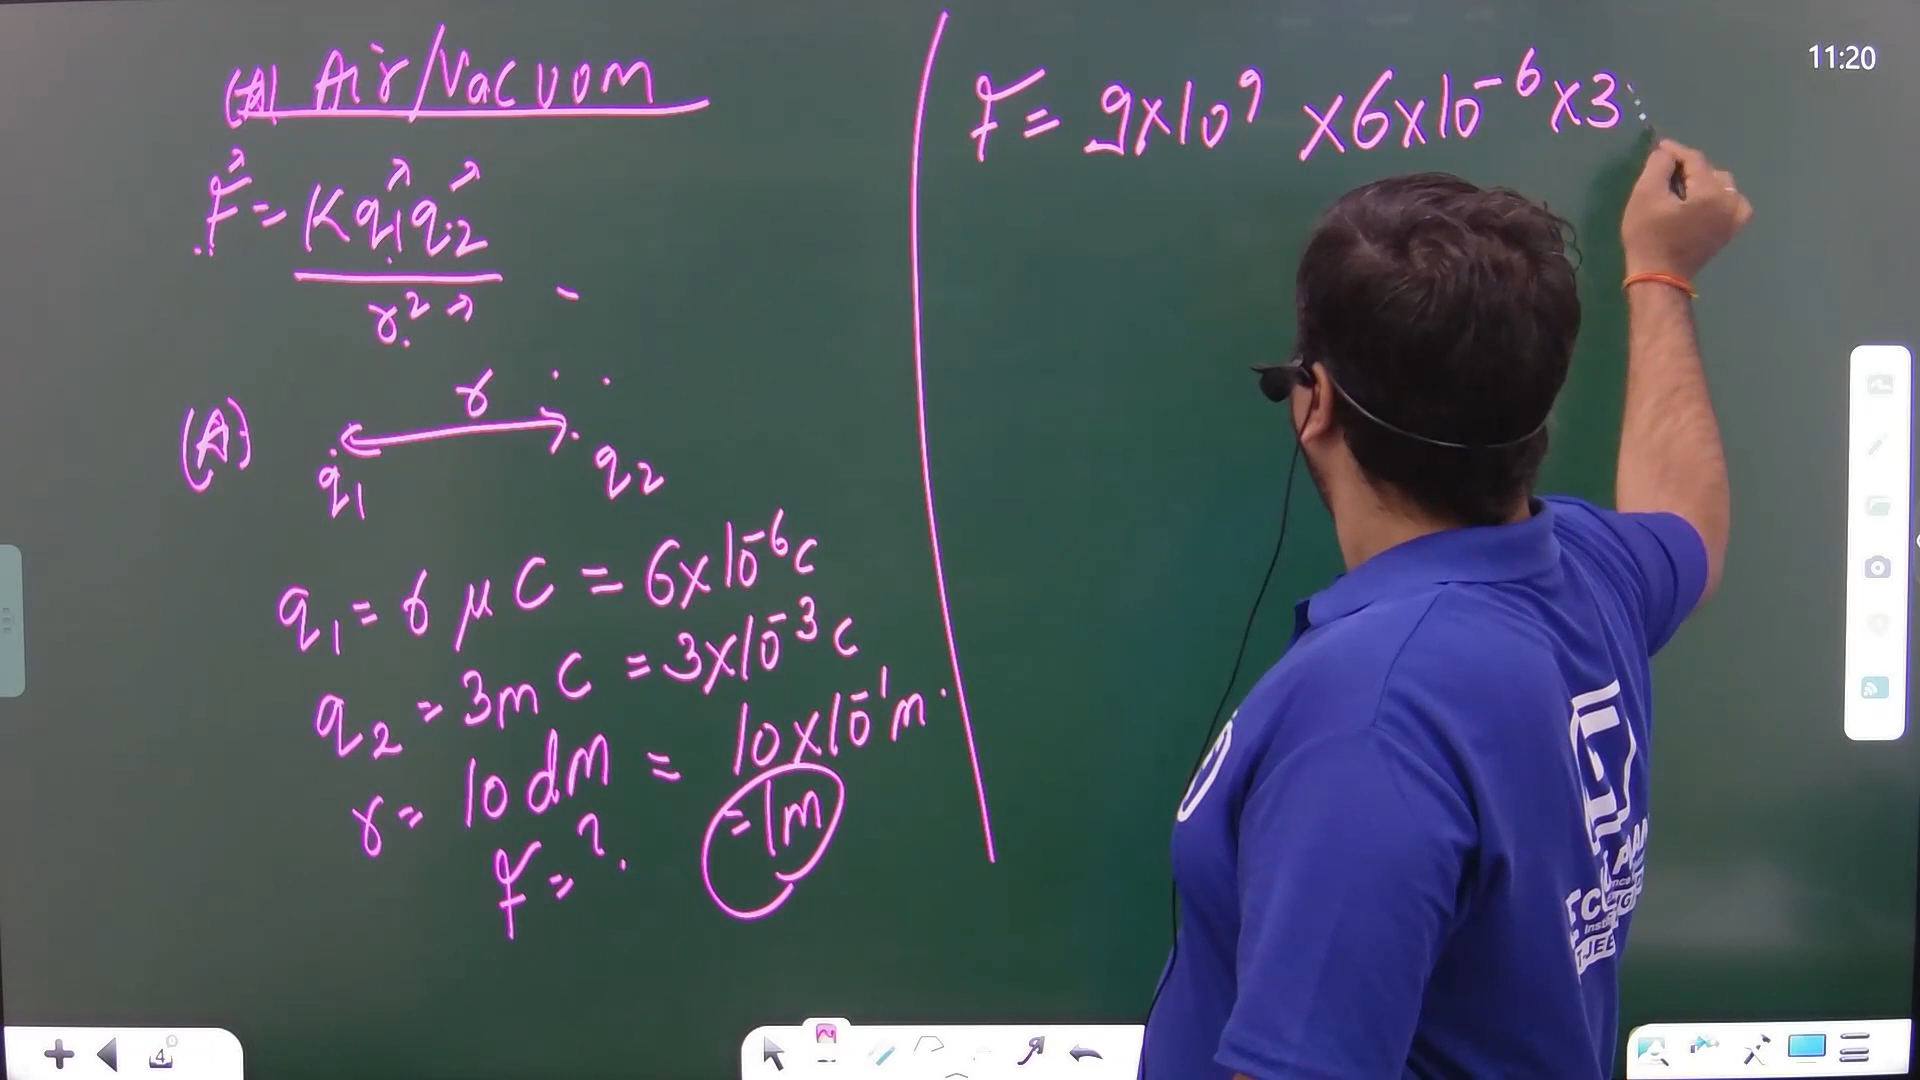 (A) Air/Vacuum
F = Kq1q2
r²
(A)
r
q1
q2
q1 = 6 μC = 6×10⁻⁶ C
q2 = 3mC = 3×10⁻³ C
r = 10 dm = 10×10⁻¹ m
= 1m
F = ?
F = 9×10⁹ ×6×10⁻⁶ ×3
11:20
4